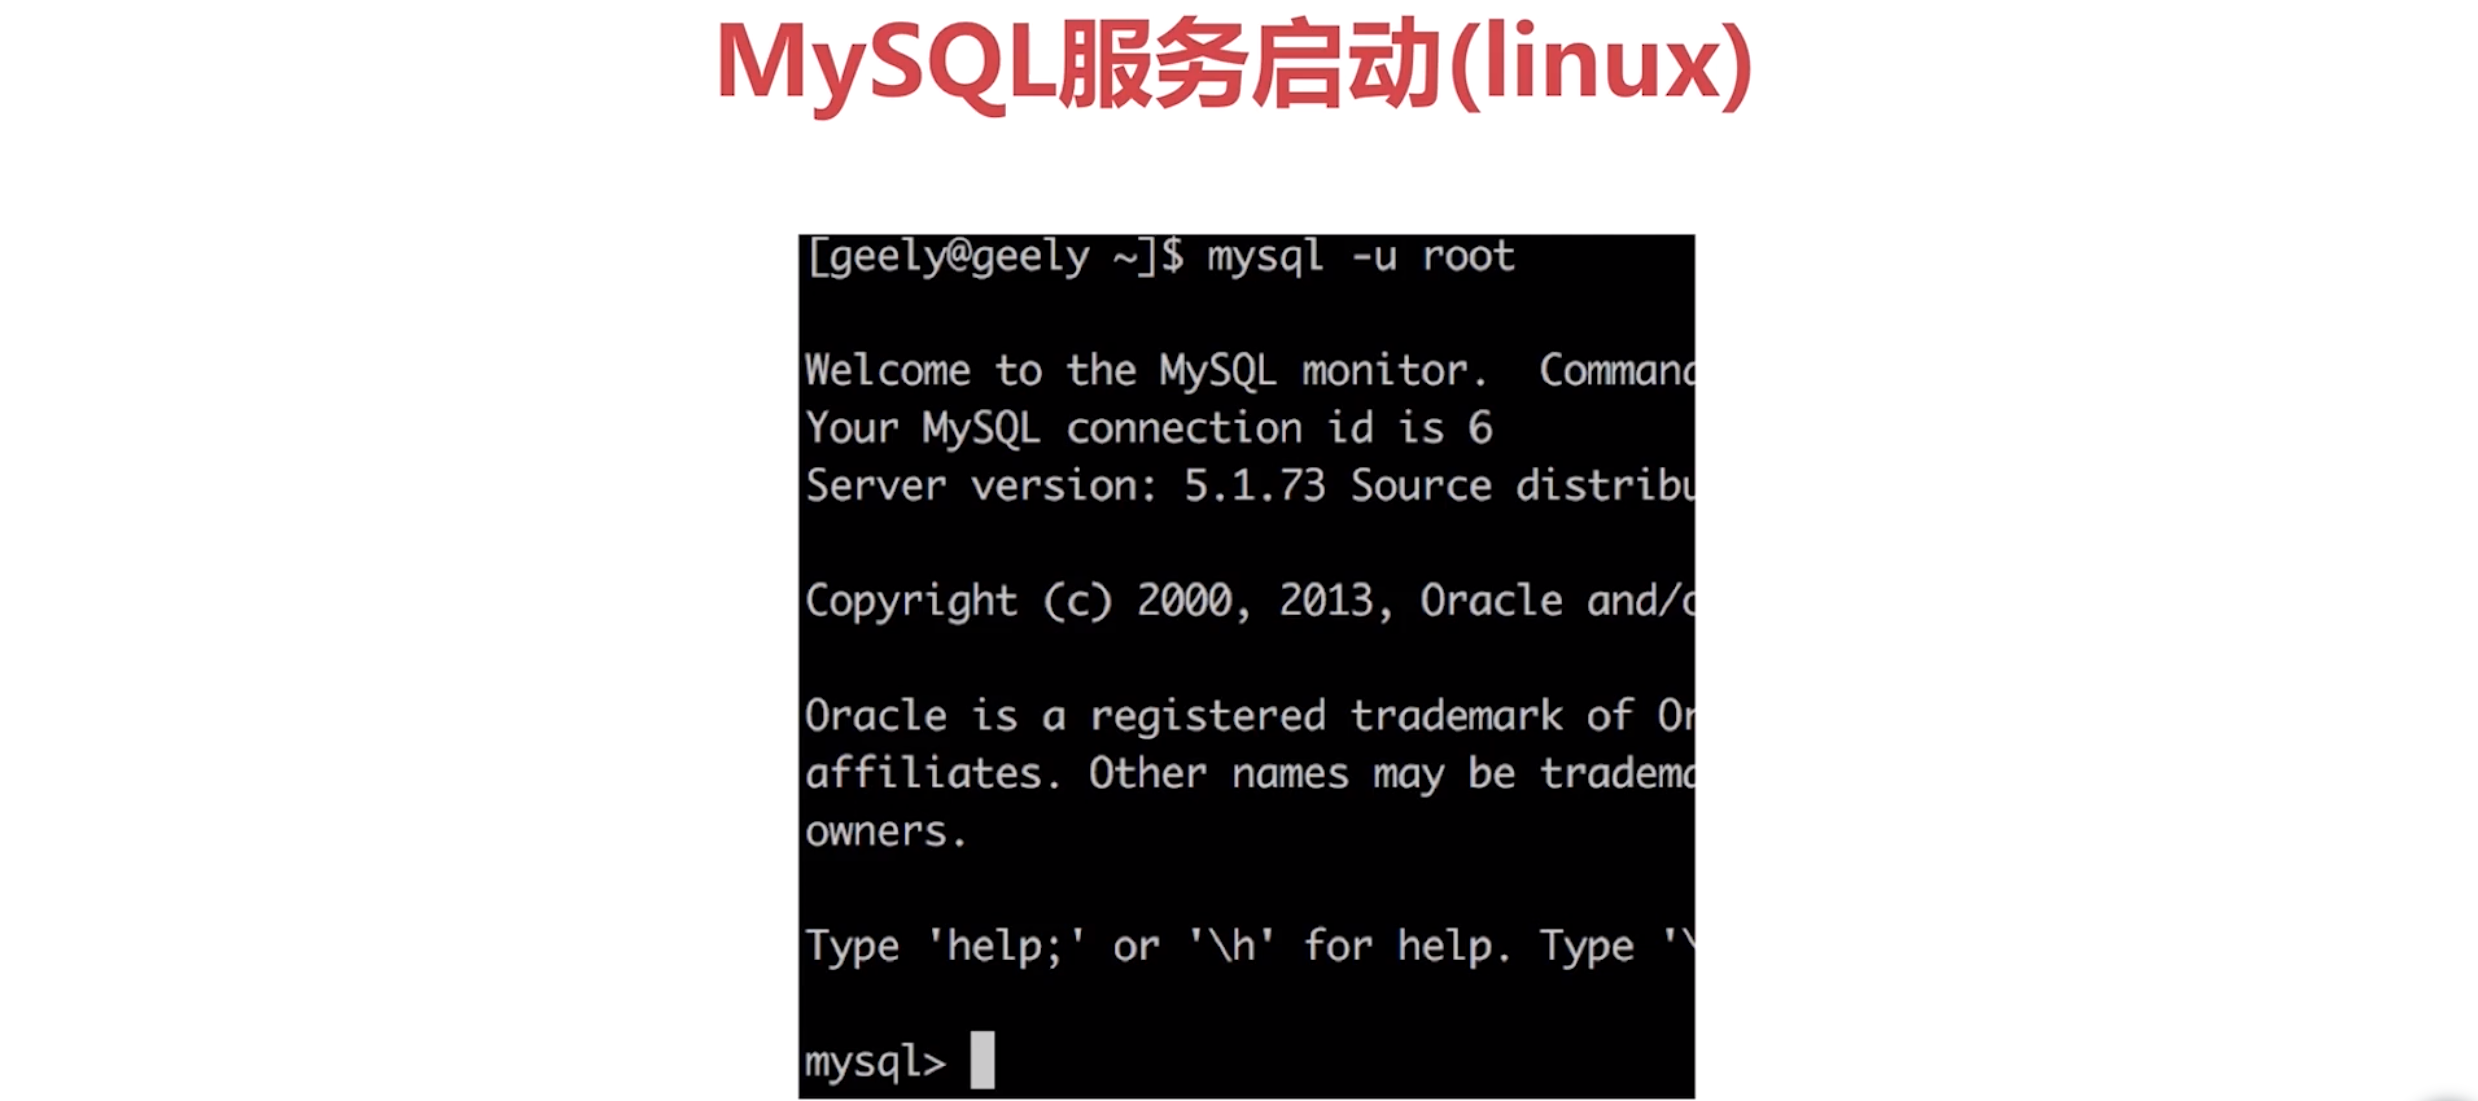 MySQL服务启动(linux)
[geely@geely ~]$ mysql -u root
Welcome to the MySQL monitor.  Command
Your MySQL connection id is 6
Server version: 5.1.73 Source distribu
Copyright (c) 2000, 2013, Oracle and/o
Oracle is a registered trademark of Or
affiliates. Other names may be tradema
owners.
Type 'help;' or '\h' for help. Type '\
mysql>